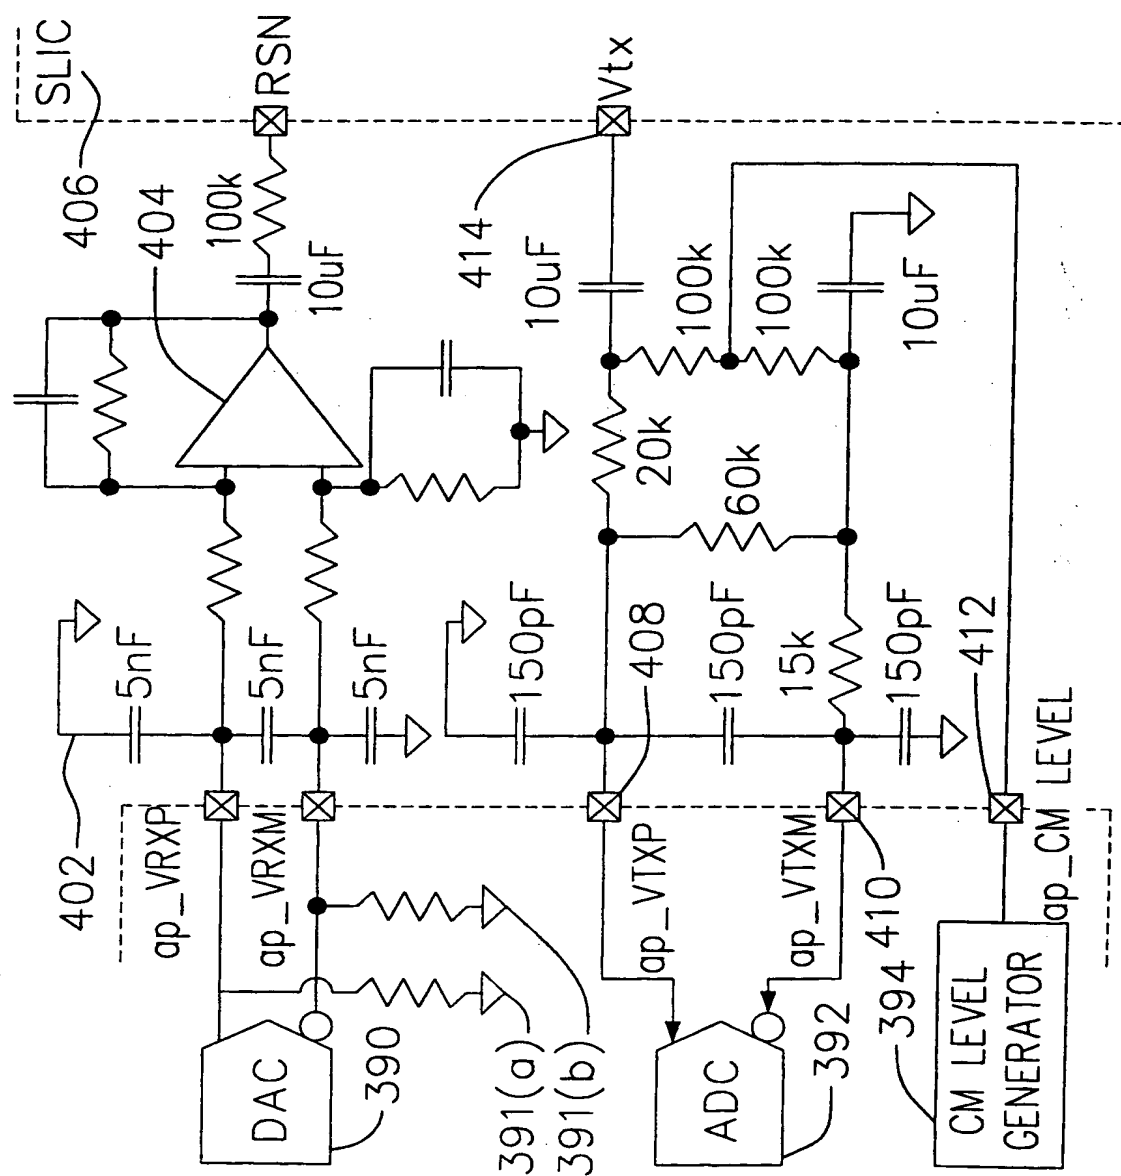 SLIC
406
RSN
404
100k
10uF
402
5nF
5nF
5nF
ap_VRXP
ap_VRXM
DAC
390
391(a)
391(b)
Vtx
414
10uF
100k
100k
10uF
20k
60k
150pF
150pF
15k
150pF
408
412
ap_VTXP
ap_VTXM
410
ap_CM LEVEL
ADC
392
394
CM LEVEL
GENERATOR